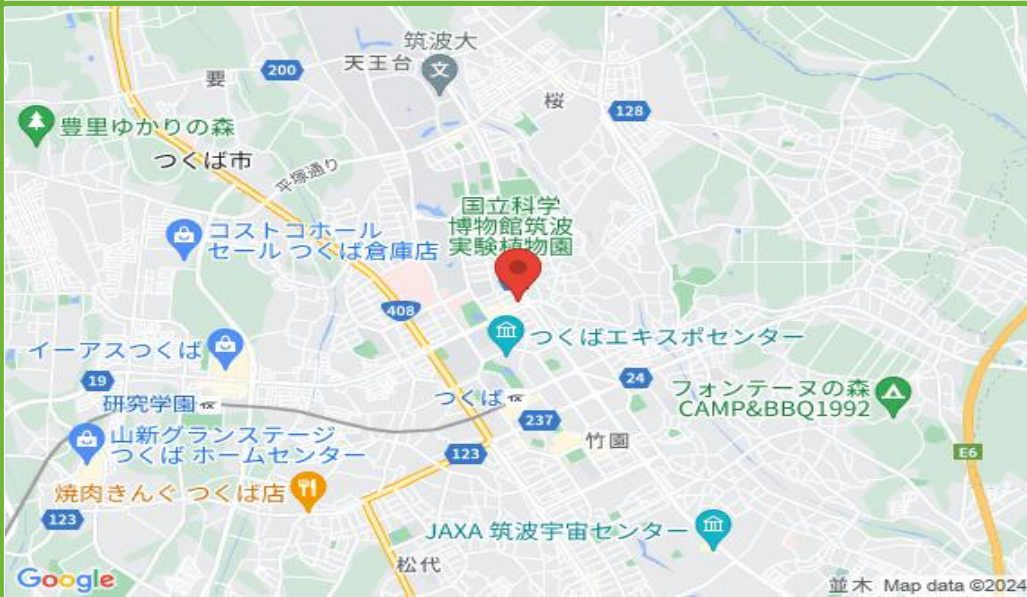 筑波大
天王台
要
200
桜
128
豊里ゆかりの森
つくば市
平塚通り
国立科学
博物館筑波
実験植物園
コストコホール
セール つくば倉庫店
408
つくばエキスポセンター
イーアスつくば
19
24
研究学園
つくば
フォンテーヌの森
CAMP&BBQ1992
237
山新グランステージ
つくば ホームセンター
竹園
123
E6
焼肉きんぐ つくば店
123
JAXA 筑波宇宙センター
松代
Google
並木 Map data ©2024